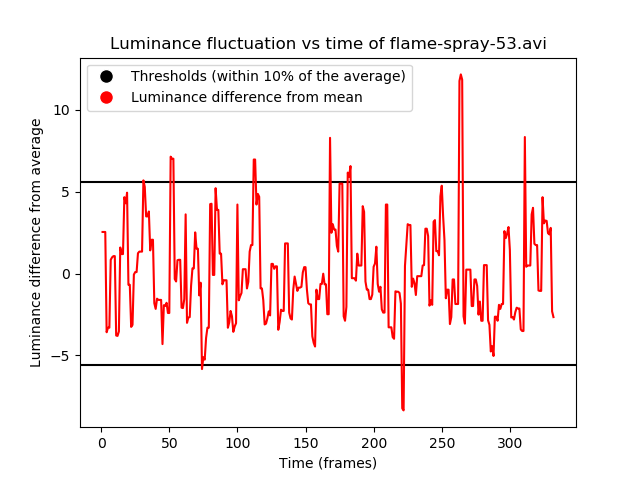 Luminance fluctuation vs time of flame-spray-53.avi
Thresholds (within 10% of the average)
Luminance difference from mean
10
5
0
−5
Luminance difference from average
0 50 100 150 200 250 300
Time (frames)